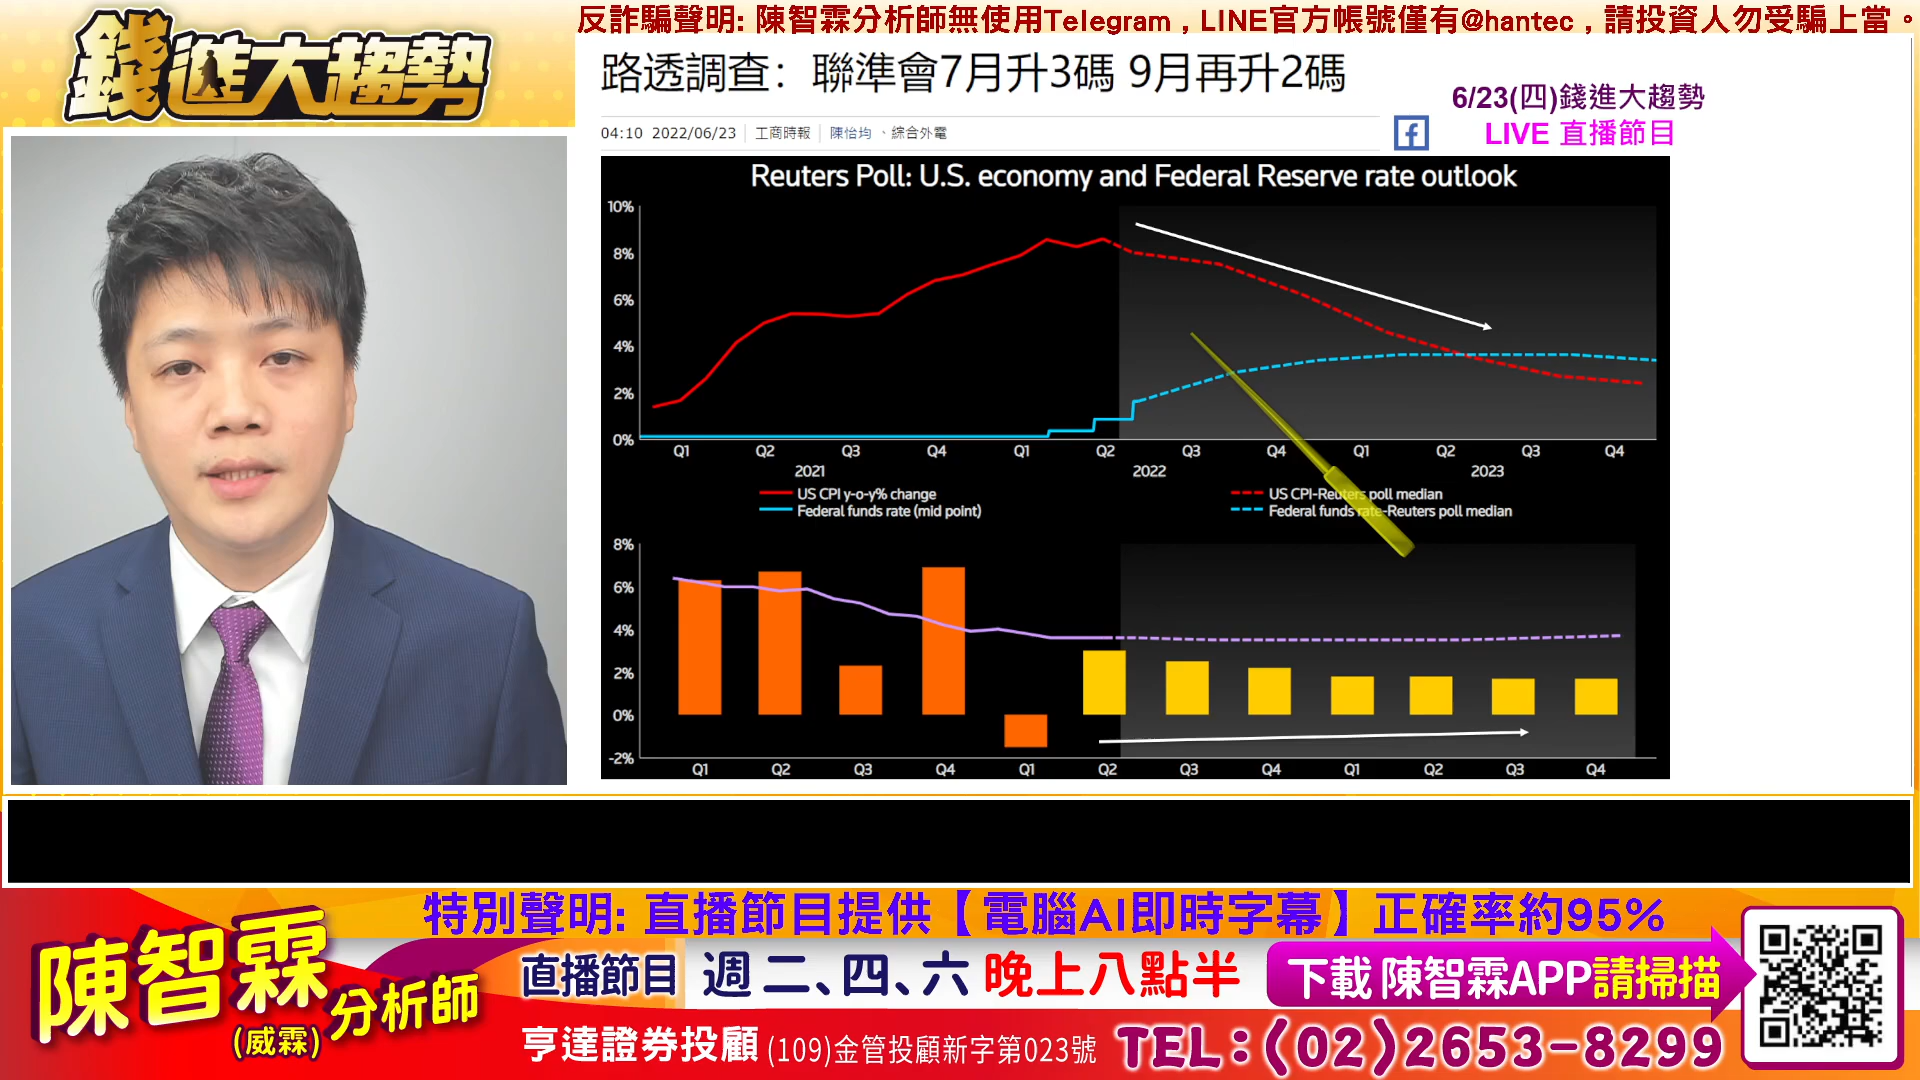 反詐騙聲明: 陳智霖分析師無使用Telegram , LINE官方帳號僅有@hantec , 請投資人勿受騙上當。
錢進大趨勢
路透調查: 聯準會7月升3碼 9月再升2碼
04:10 2022/06/23 工商時報 陳怡均 、綜合外電
6/23(四)錢進大趨勢
LIVE 直播節目
Reuters Poll: U.S. economy and Federal Reserve rate outlook
10%
8%
6%
4%
2%
0%
Q1 Q2 Q3 Q4 Q1 Q2 Q3 Q4 Q1 Q2 Q3 Q4
2021 2022 2023
US CPI y-o-y% change
Federal funds rate (mid point)
US CPI-Reuters poll median
Federal funds rate-Reuters poll median
8%
6%
4%
2%
0%
-2%
Q1 Q2 Q3 Q4 Q1 Q2 Q3 Q4 Q1 Q2 Q3 Q4
特別聲明: 直播節目提供【電腦AI即時字幕】正確率約95%
陳智霖分析師
(威霖)
直播節目 週二、四、六 晚上八點半
下載 陳智霖APP請掃描
亨達證券投顧 (109)金管投顧新字第023號 TEL:(02)2653-8299